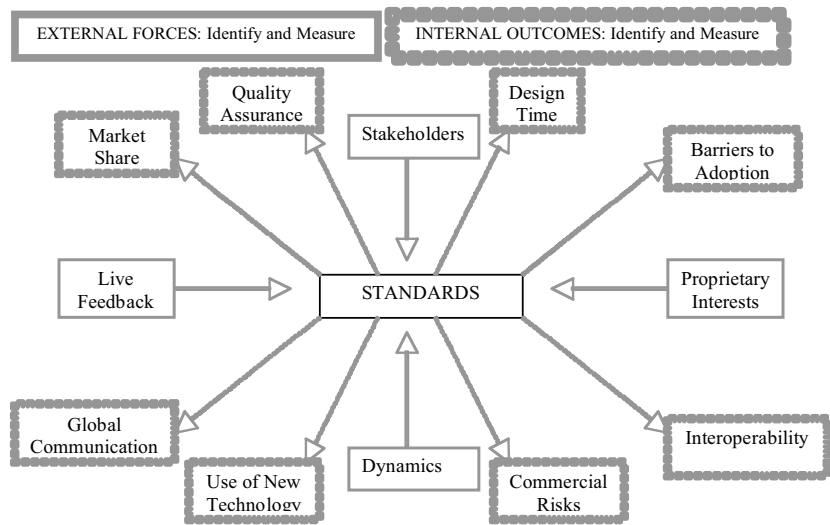 EXTERNAL FORCES: Identify and Measure
INTERNAL OUTCOMES: Identify and Measure
Quality
Assurance
Design
Time
Market
Share
Stakeholders
Barriers to
Adoption
Live
Feedback
STANDARDS
Proprietary
Interests
Global
Communication
Use of New
Technology
Dynamics
Commercial
Risks
Interoperability